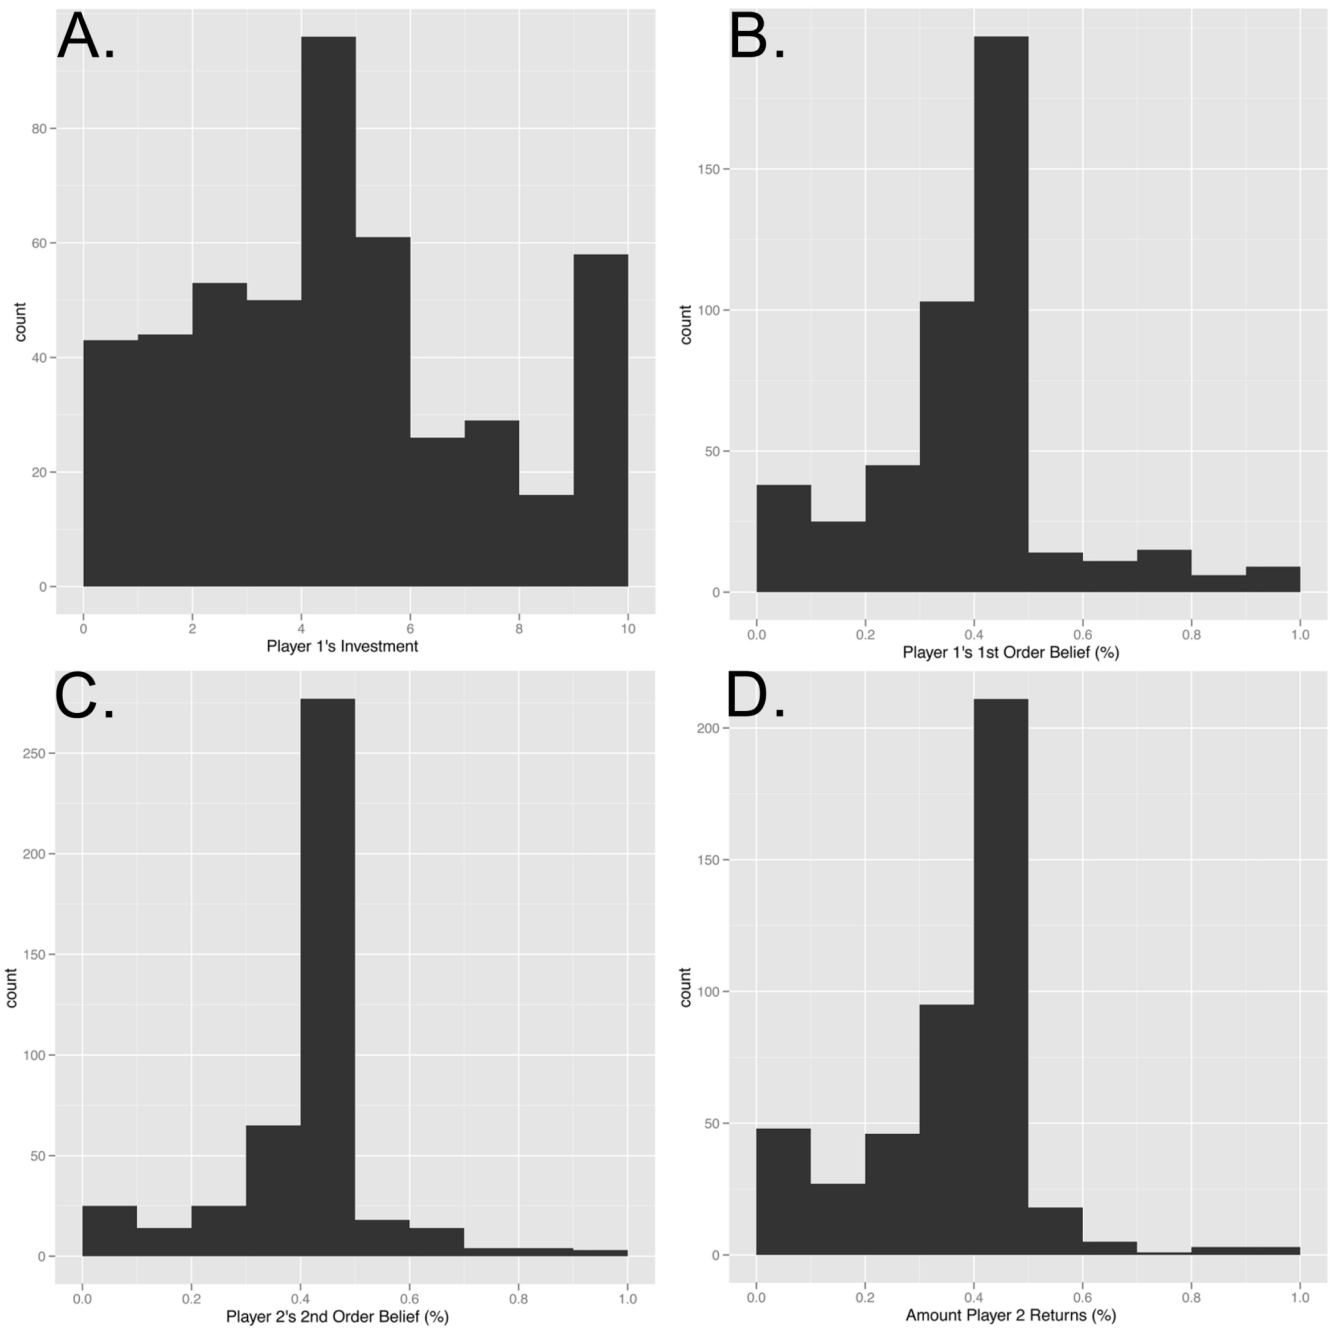 A.
count
80
60
40
20
0
0 2 4 6 8 10
Player 1's Investment
B.
count
150
100
50
0
0.0 0.2 0.4 0.6 0.8 1.0
Player 1's 1st Order Belief (%)
C.
count
250
200
150
100
50
0
0.0 0.2 0.4 0.6 0.8 1.0
Player 2's 2nd Order Belief (%)
D.
count
200
150
100
50
0
0.0 0.2 0.4 0.6 0.8 1.0
Amount Player 2 Returns (%)